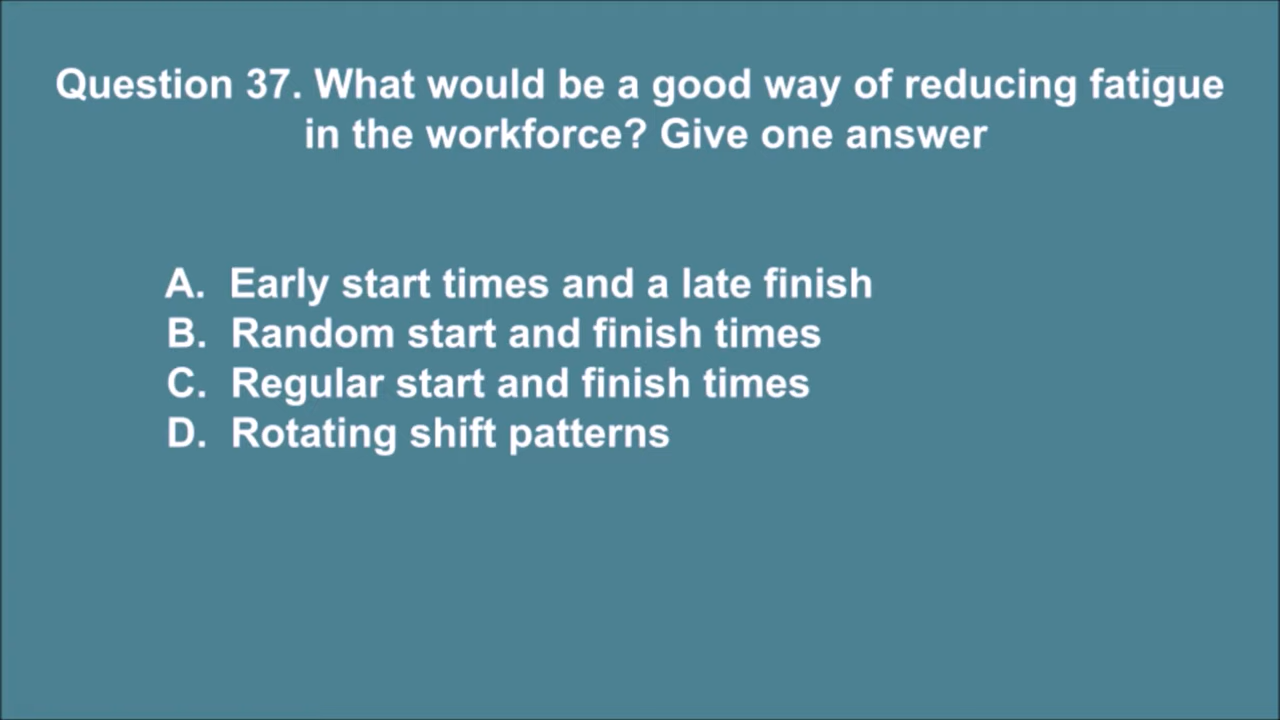 Question 37. What would be a good way of reducing fatigue
in the workforce? Give one answer
A. Early start times and a late finish
B. Random start and finish times
C. Regular start and finish times
D. Rotating shift patterns